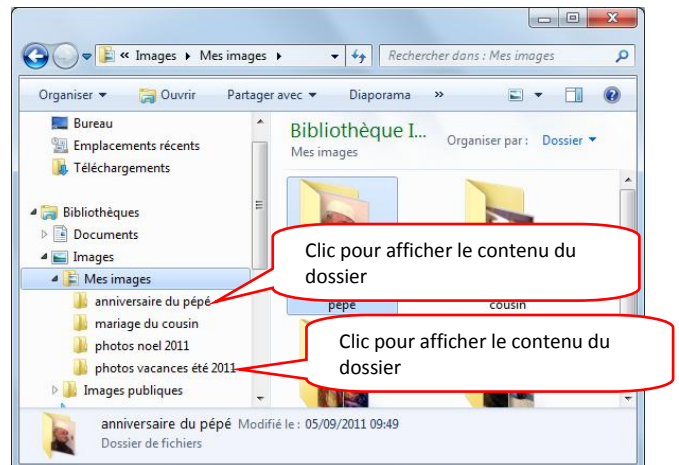 « Images Mes images
Rechercher dans : Mes images
Organiser Ouvrir Partager avec Diaporama »
Bureau
Emplacements récents
Téléchargements
Bibliothèques
Documents
Images
Mes images
anniversaire du pépé
mariage du cousin
photos noel 2011
photos vacances été 2011
Images publiques
Bibliothèque I...
Mes images
Organiser par : Dossier
pépé
cousin
Clic pour afficher le contenu du
dossier
Clic pour afficher le contenu du
dossier
anniversaire du pépé Modifié le : 05/09/2011 09:49
Dossier de fichiers